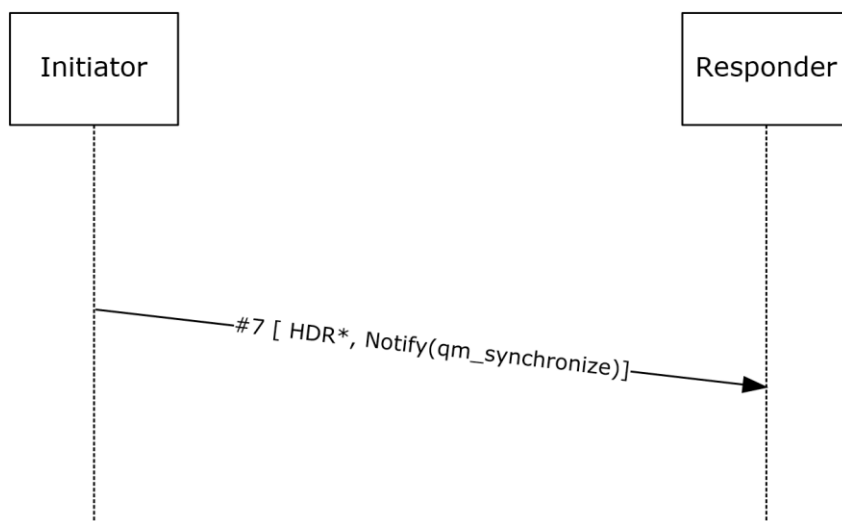 Initiator
Responder
#7 [ HDR*, Notify(qm_synchronize)]